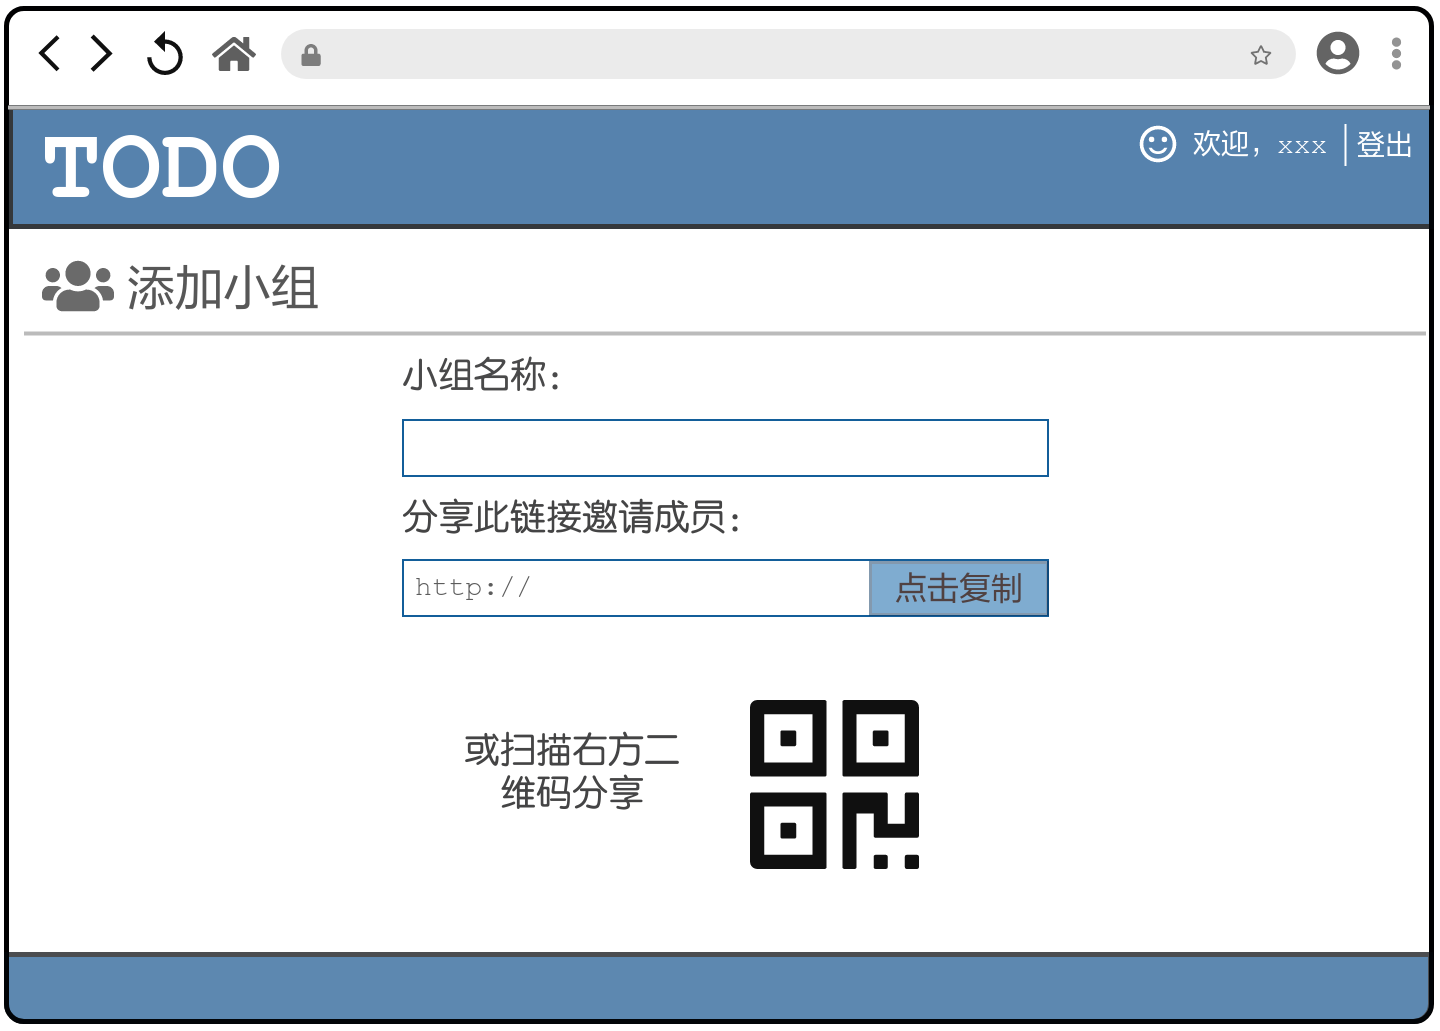 TODO
欢迎，xxx
登出
添加小组
小组名称:
分享此链接邀请成员:
http://
点击复制
或扫描右方二
维码分享